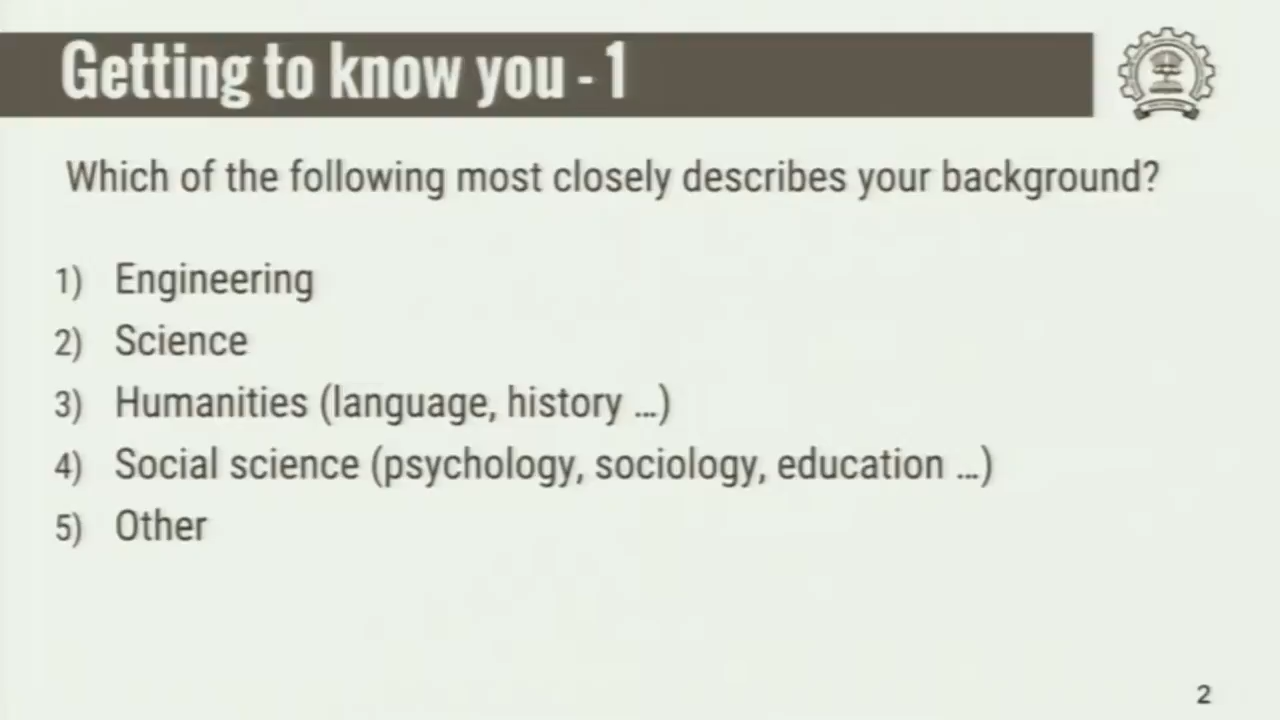 Getting to know you - 1
Which of the following most closely describes your background?
1) Engineering
2) Science
3) Humanities (language, history ...)
4) Social science (psychology, sociology, education ...)
5) Other
2